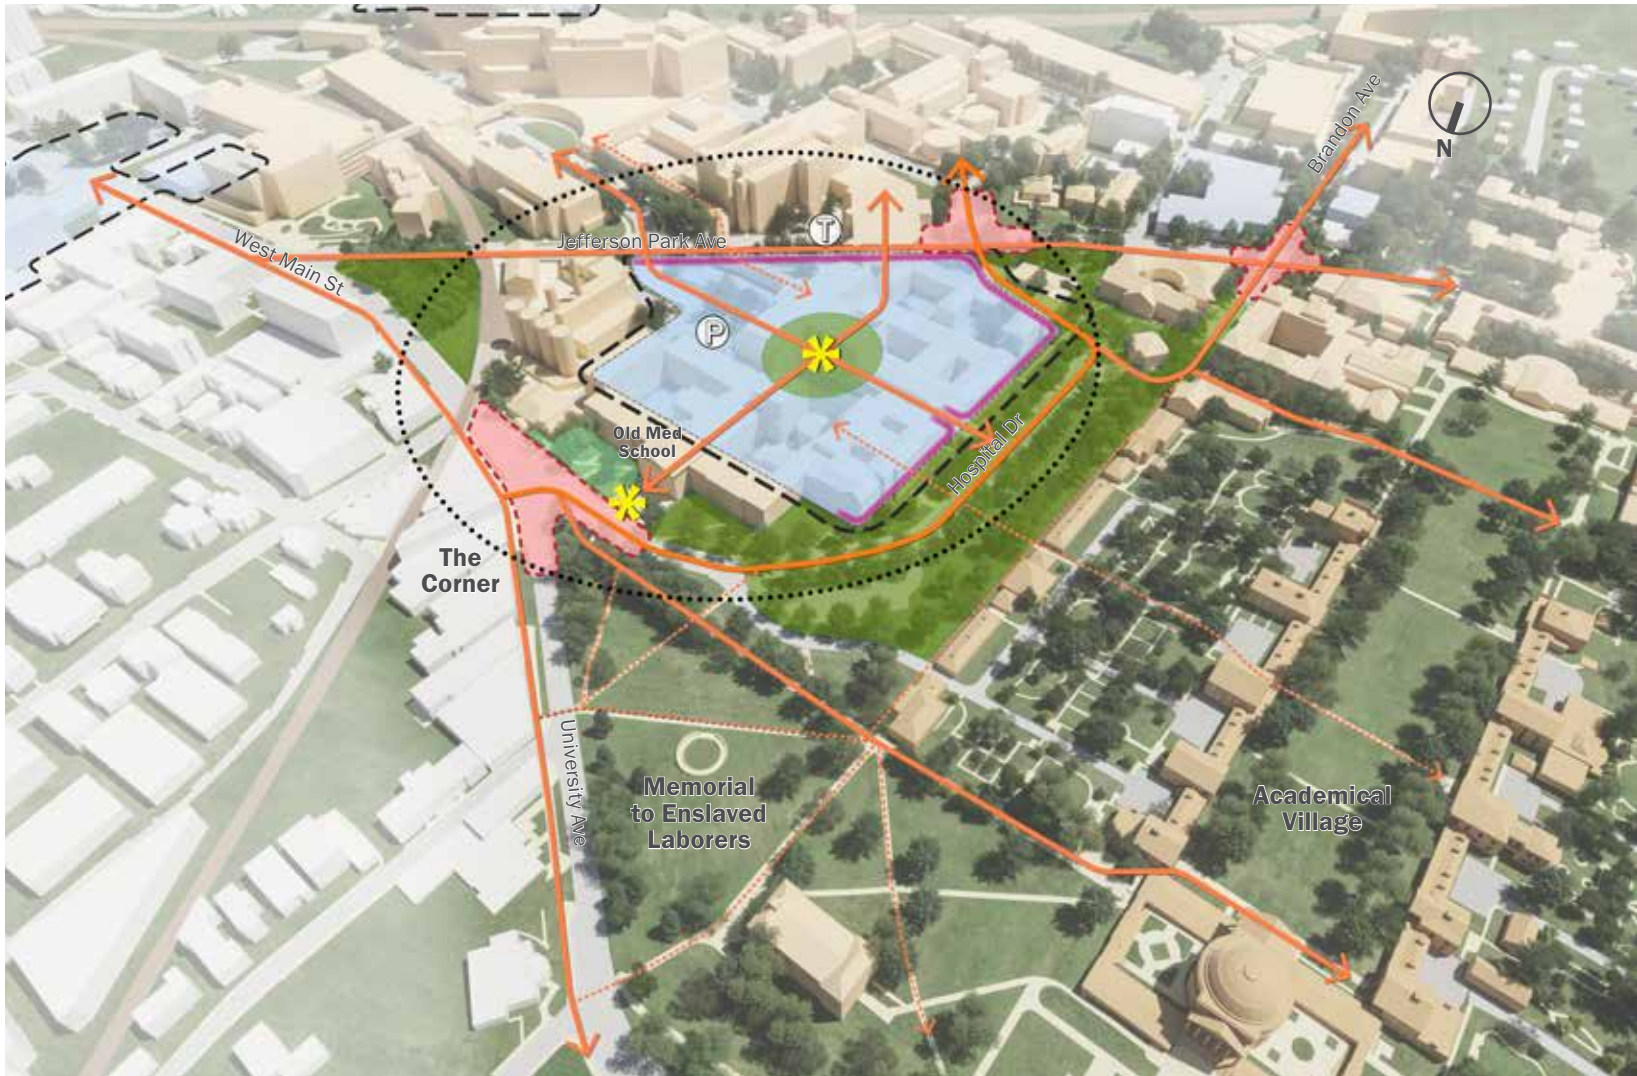 Brandon Ave
N
West Main St
Jefferson Park Ave
T
P
Old Med
School
Hospital Dr
The
Corner
University Ave
Memorial
to Enslaved
Laborers
Academical
Village